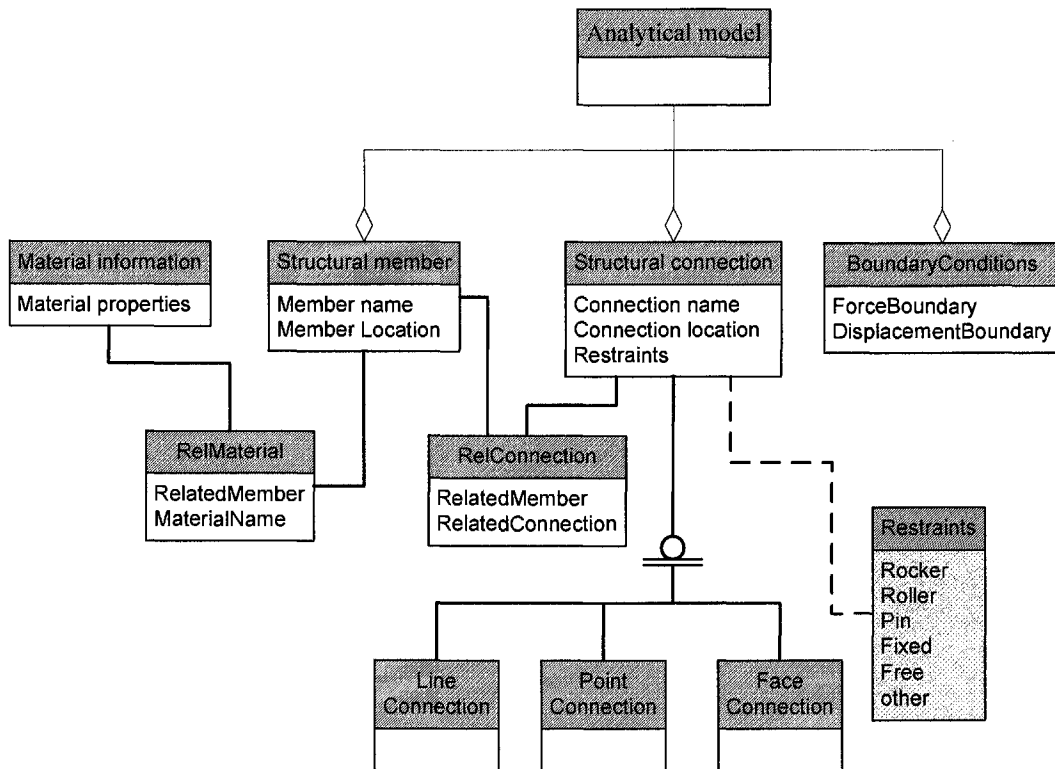 Analytical model
Material information
Material properties
Structural member
Member name
Member Location
Structural connection
Connection name
Connection location
Restraints
BoundaryConditions
ForceBoundary
DisplacementBoundary
RelMaterial
RelatedMember
MaterialName
RelConnection
RelatedMember
RelatedConnection
Restraints
Rocker
Roller
Pin
Fixed
Free
other
Line
Connection
Point
Connection
Face
Connection